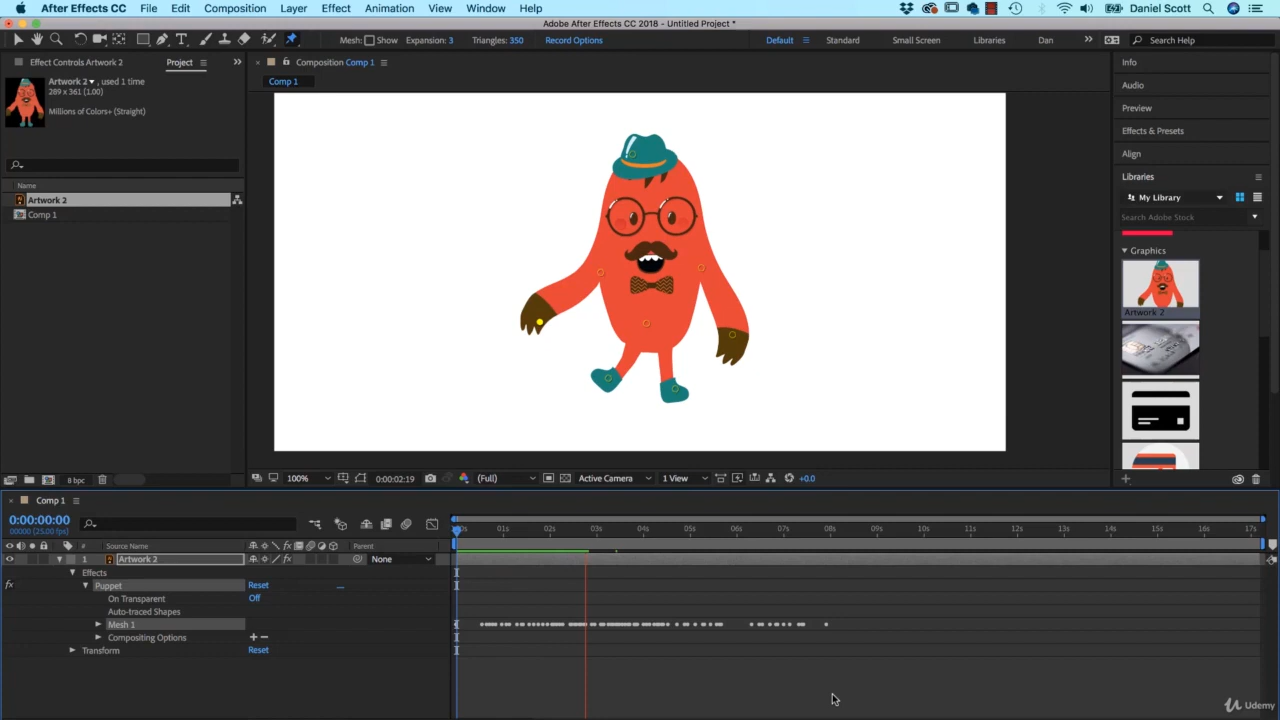 After Effects CC File Edit Composition Layer Effect Animation View Window Help Daniel Scott
Adobe After Effects CC 2018 - Untitled Project *
Mesh: Show Expansion: 3 Triangles: 350 Record Options Default Standard Small Screen Libraries Dan Search Help
Effect Controls Artwork 2 Project
Composition Comp 1
Comp 1
Artwork 2 , used 1 time
289 x 361 (1.00)
Millions of Colors+ (Straight)
Name
Artwork 2
Comp 1
8 bpc
100% 0:00:02:19 (Full) Active Camera 1 View +0.0
Info
Audio
Preview
Effects & Presets
Align
Libraries
My Library
Search Adobe Stock
Graphics
Artwork 2
Comp 1
0:00:00:00
00000 (25.00 fps)
01s 02s 03s 04s 05s 06s 07s 08s 09s 10s 11s 12s 13s 14s 15s 16s 17s
# Source Name Parent
1 Artwork 2 None
Effects
fx Puppet Reset
On Transparent Off
Auto-traced Shapes
Mesh 1
Compositing Options
Transform Reset
Udemy